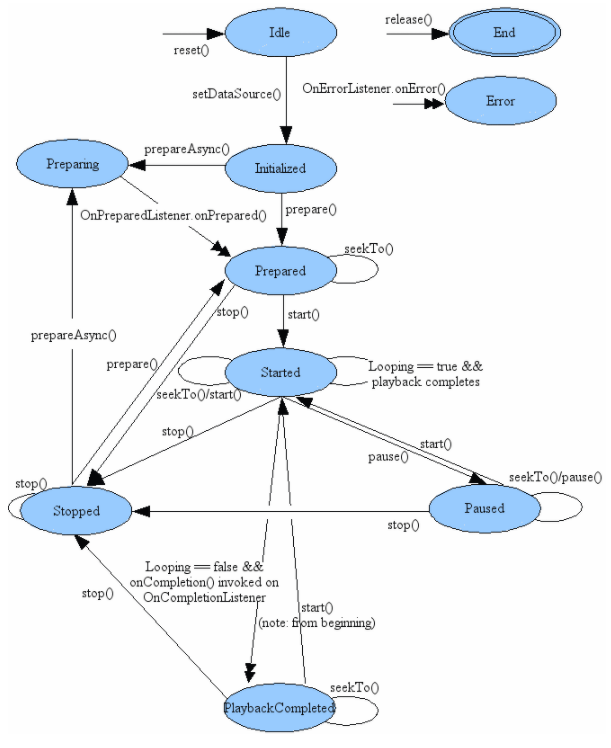 Idle
reset()
release()
End
setDataSource()
OnErrorListener.onError()
Error
Preparing
prepareAsync()
Initialized
OnPreparedListener.onPrepared()
prepare()
Prepared
seekTo()
stop()
start()
prepareAsync()
prepare()
Started
Looping == true &&
playback completes
seekTo()/start()
stop()
pause()
start()
stop()
Stopped
Paused
seekTo()/pause()
stop()
Looping == false &&
onCompletion() invoked on
OnCompletionListener
stop()
start()
(note: from beginning)
PlaybackCompleted
seekTo()